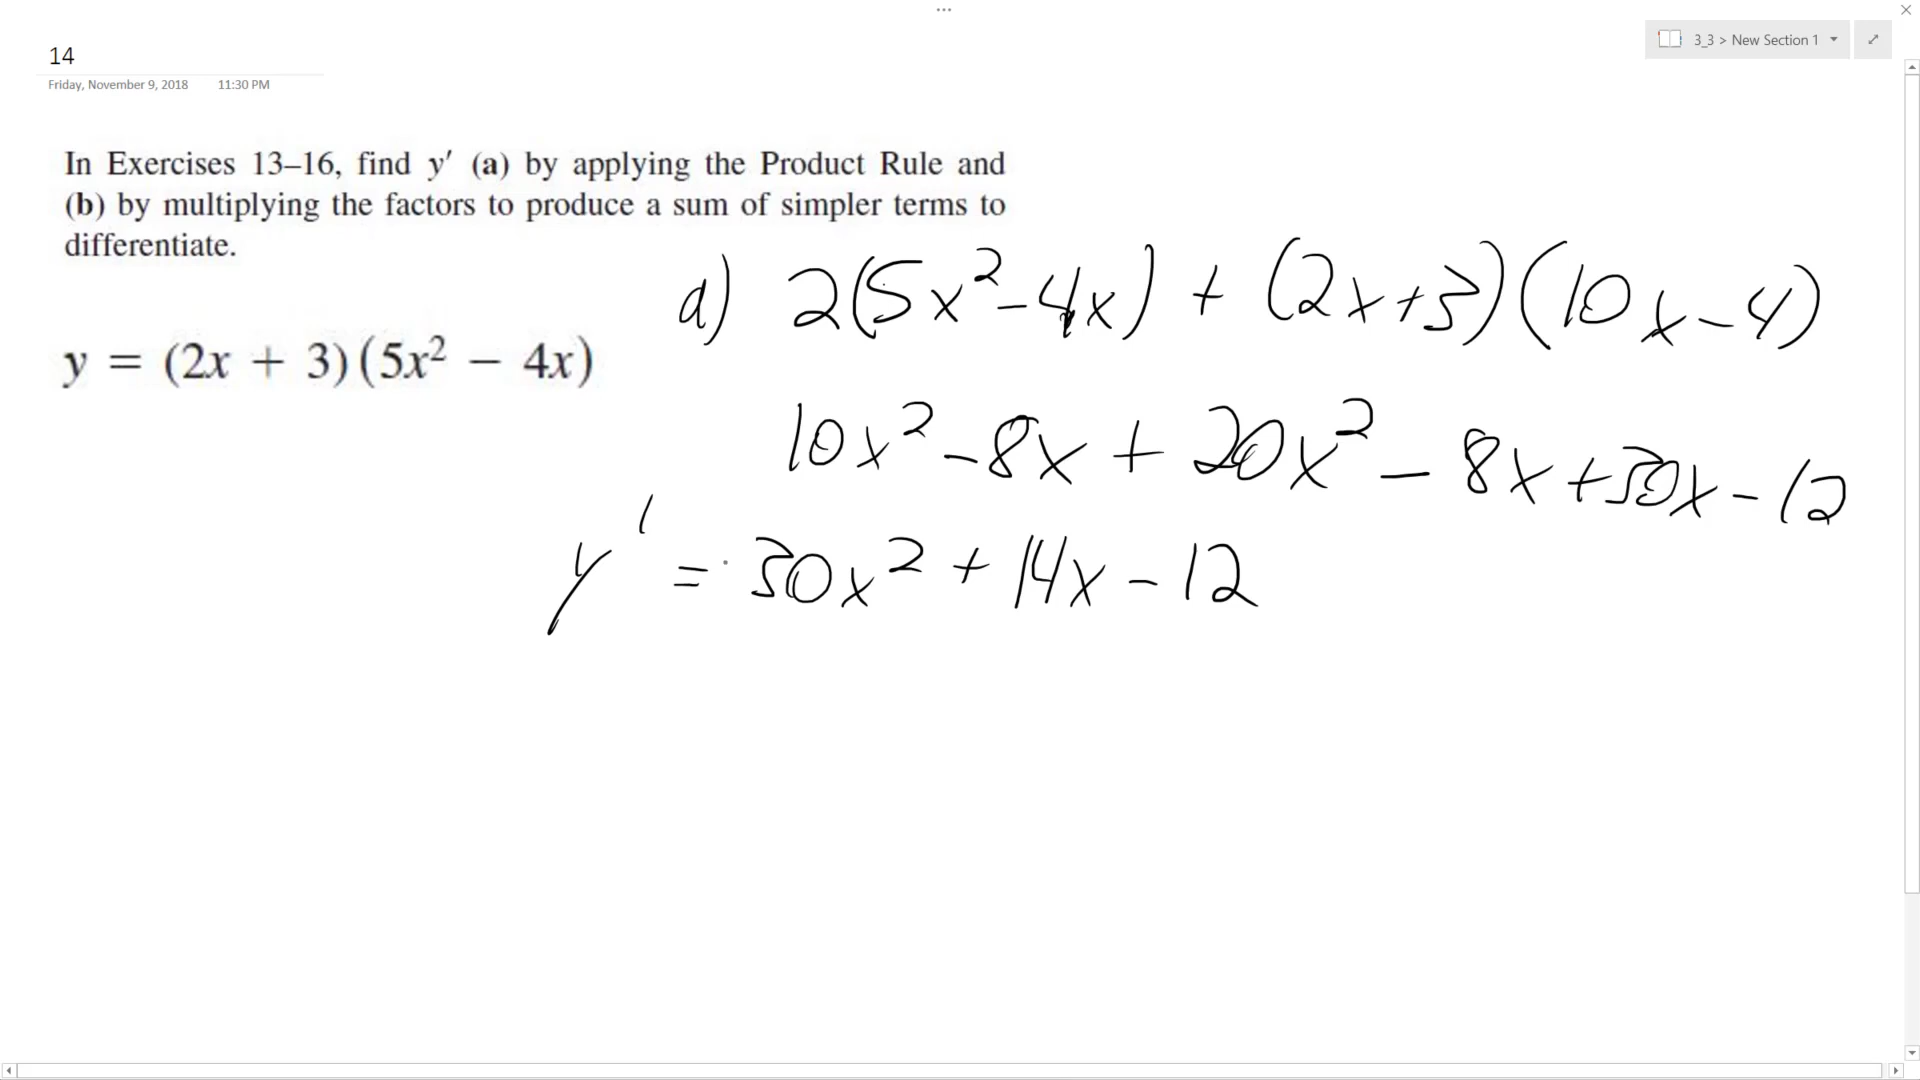 14
3_3 > New Section 1
Friday, November 9, 2018 11:30 PM
In Exercises 13–16, find y′ (a) by applying the Product Rule and
(b) by multiplying the factors to produce a sum of simpler terms to
differentiate.
y = (2x + 3)(5x² − 4x)
a) 2(5x² - 4x) + (2x+3)(10x - 4)
10x² - 8x + 20x² - 8x + 30x - 12
y' = 30x² + 14x - 12